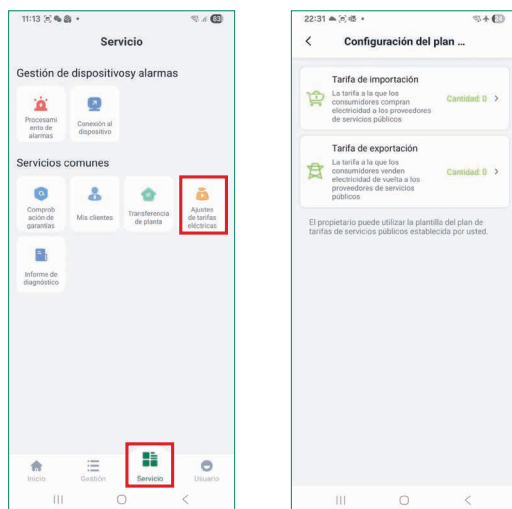 11:13
83
Servicio
Gestión de dispositivosy alarmas
Procesami
ento de
alarmas
Conexión al
dispositivo
Servicios comunes
Comprob
ación de
garantías
Mis clientes
Transferencia
de planta
Ajustes
de tarifas
eléctricas
Informe de
diagnóstico
Inicio
Gestión
Servicio
Usuario
22:31
Configuración del plan ...
Tarifa de importación
La tarifa a la que los
consumidores compran
electricidad a los proveedores
de servicios públicos
Cantidad: 0
Tarifa de exportación
La tarifa a la que los
consumidores venden
electricidad de vuelta a los
proveedores de servicios
públicos
Cantidad: 0
El propietario puede utilizar la plantilla del plan de
tarifas de servicios públicos establecida por usted.